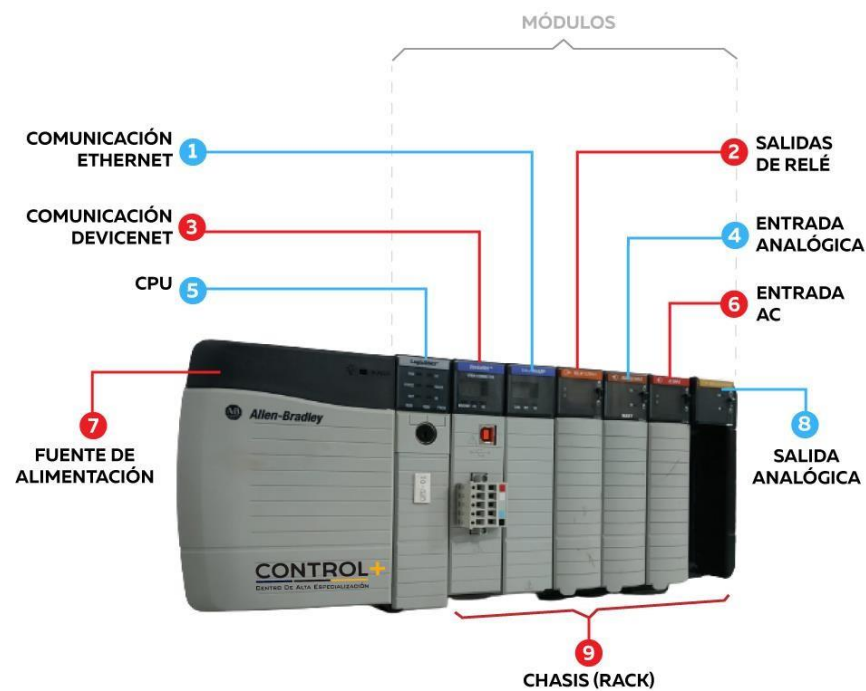 MÓDULOS
COMUNICACIÓN
ETHERNET
1
2
SALIDAS
DE RELÉ
COMUNICACIÓN
DEVICENET
3
4
ENTRADA
ANALÓGICA
CPU
5
6
ENTRADA
AC
7
FUENTE DE
ALIMENTACIÓN
8
SALIDA
ANALÓGICA
Allen-Bradley
CONTROL+
CENTRO DE ALTA ESPECIALIZACIÓN
9
CHASIS (RACK)